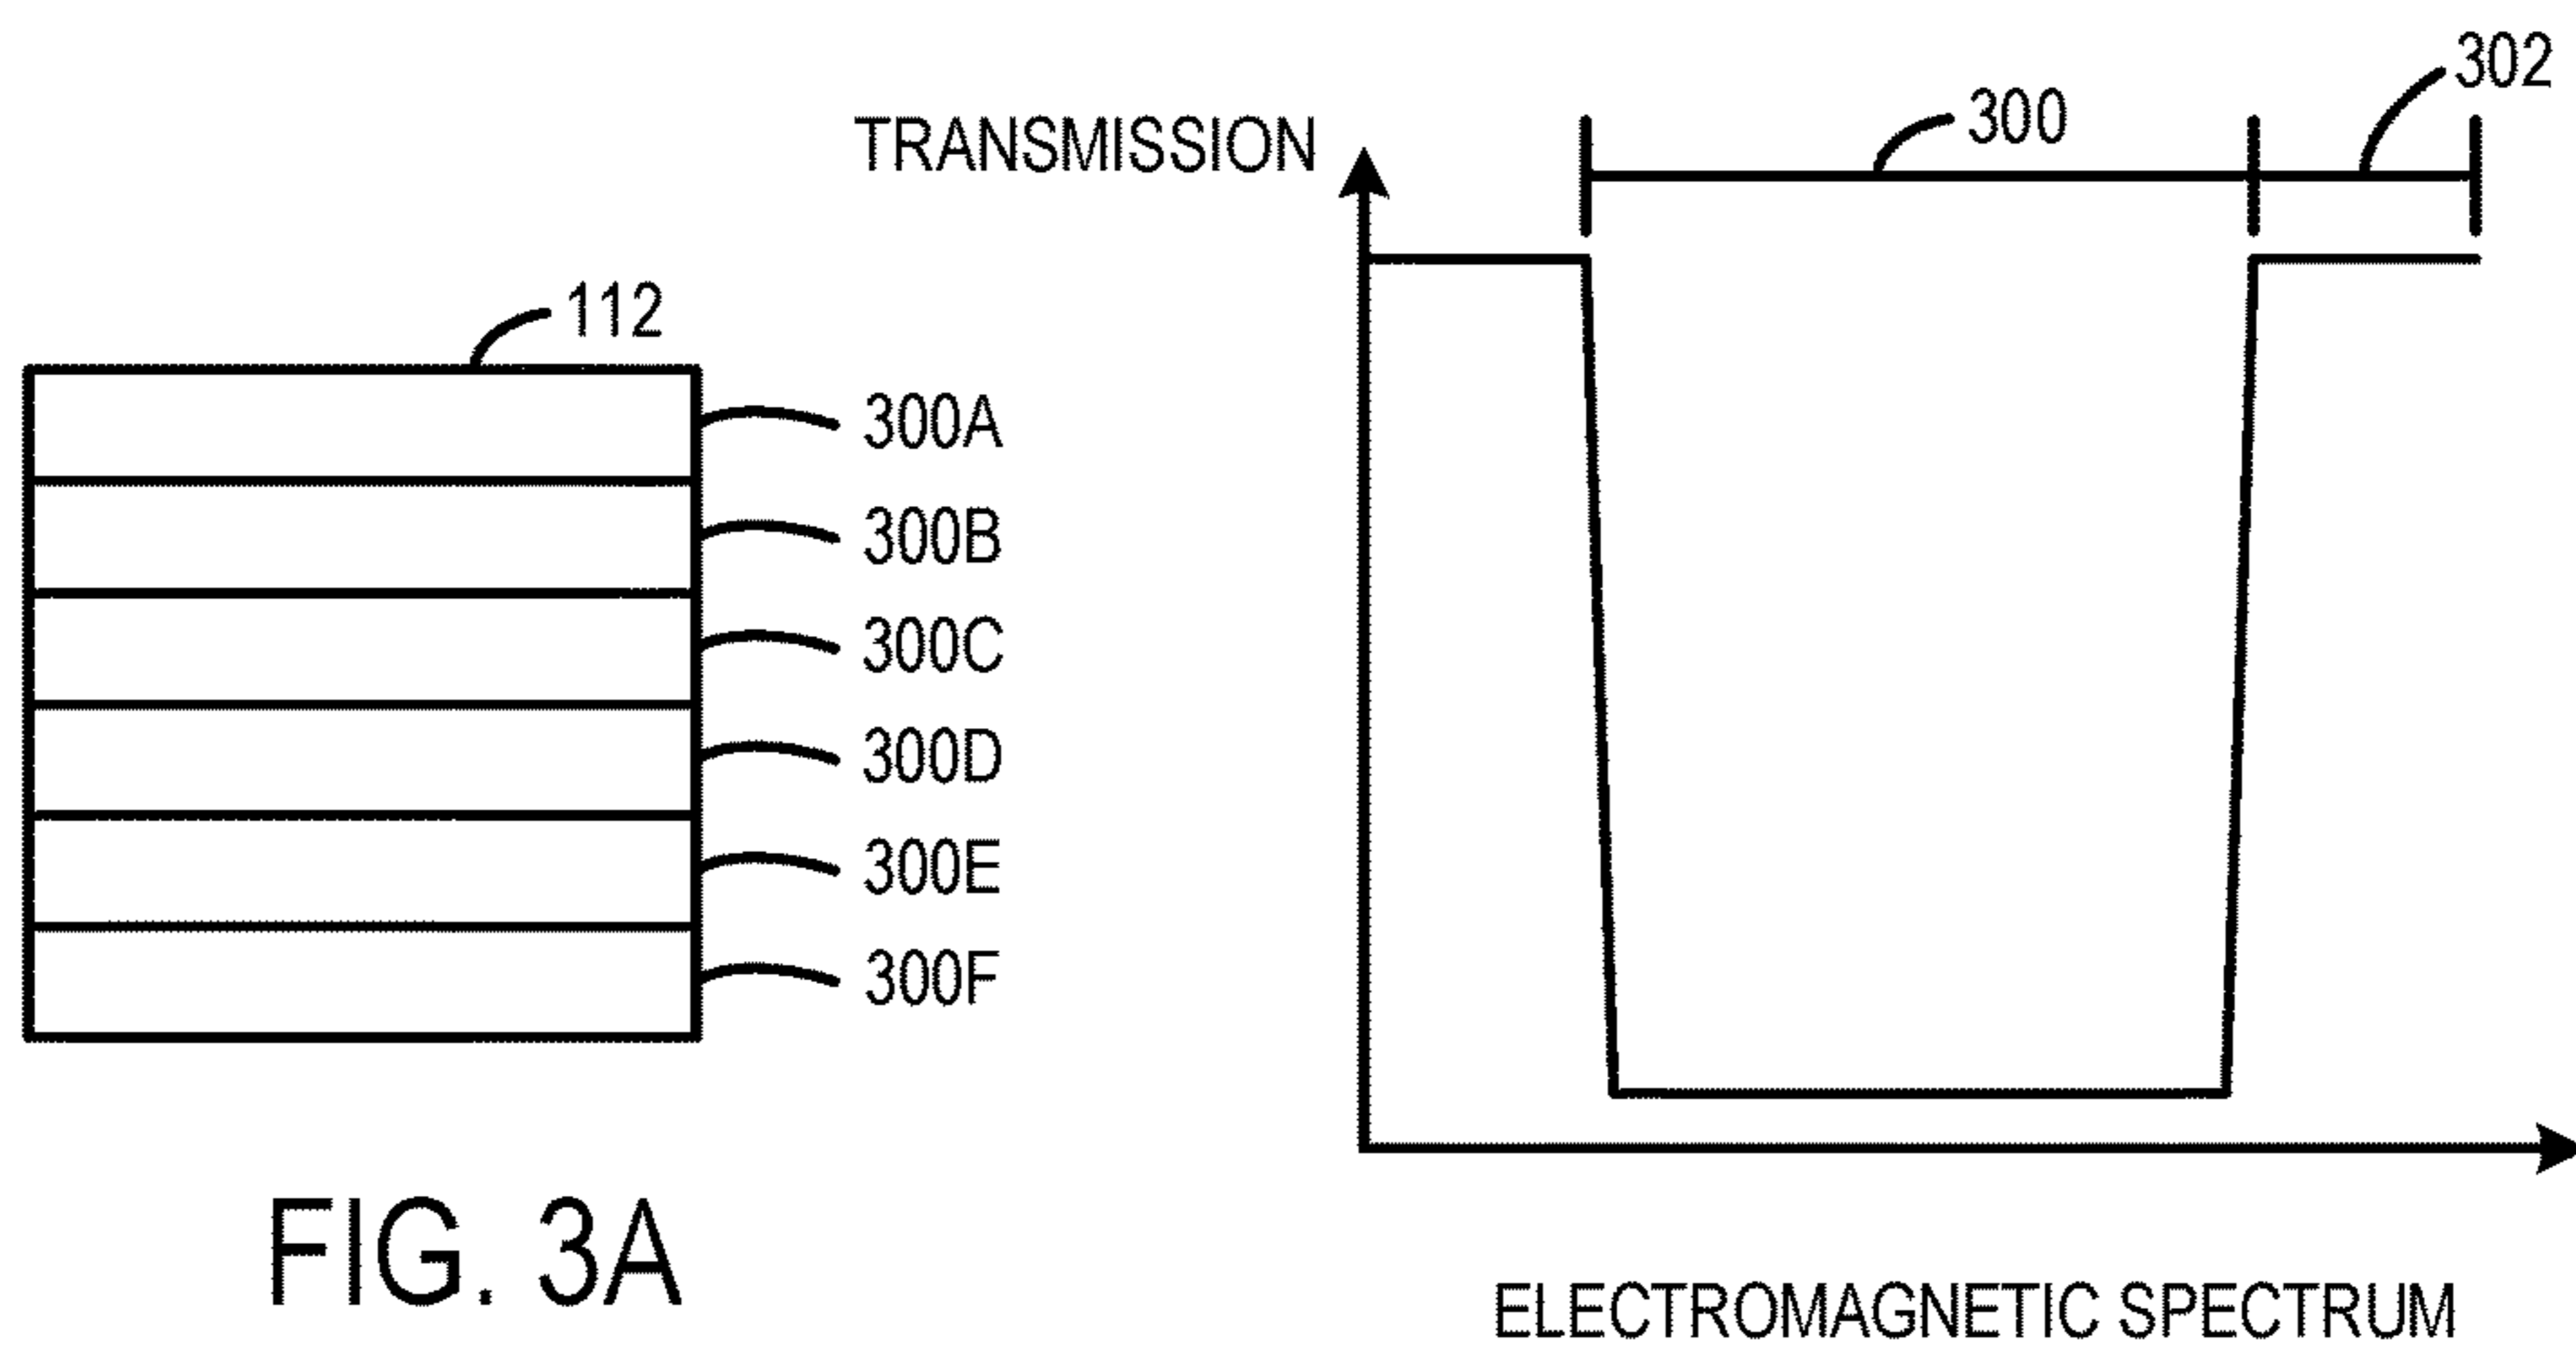 302
300
TRANSMISSION
112
300A
300B
300C
300D
300E
300F
FIG. 3A
ELECTROMAGNETIC SPECTRUM